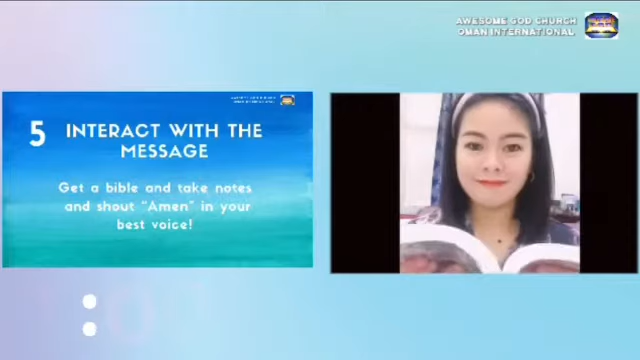 AWESOME GOD CHURCH
OMAN INTERNATIONAL
5 INTERACT WITH THE
MESSAGE
Get a bible and take notes
and shout "Amen" in your
best voice!
: